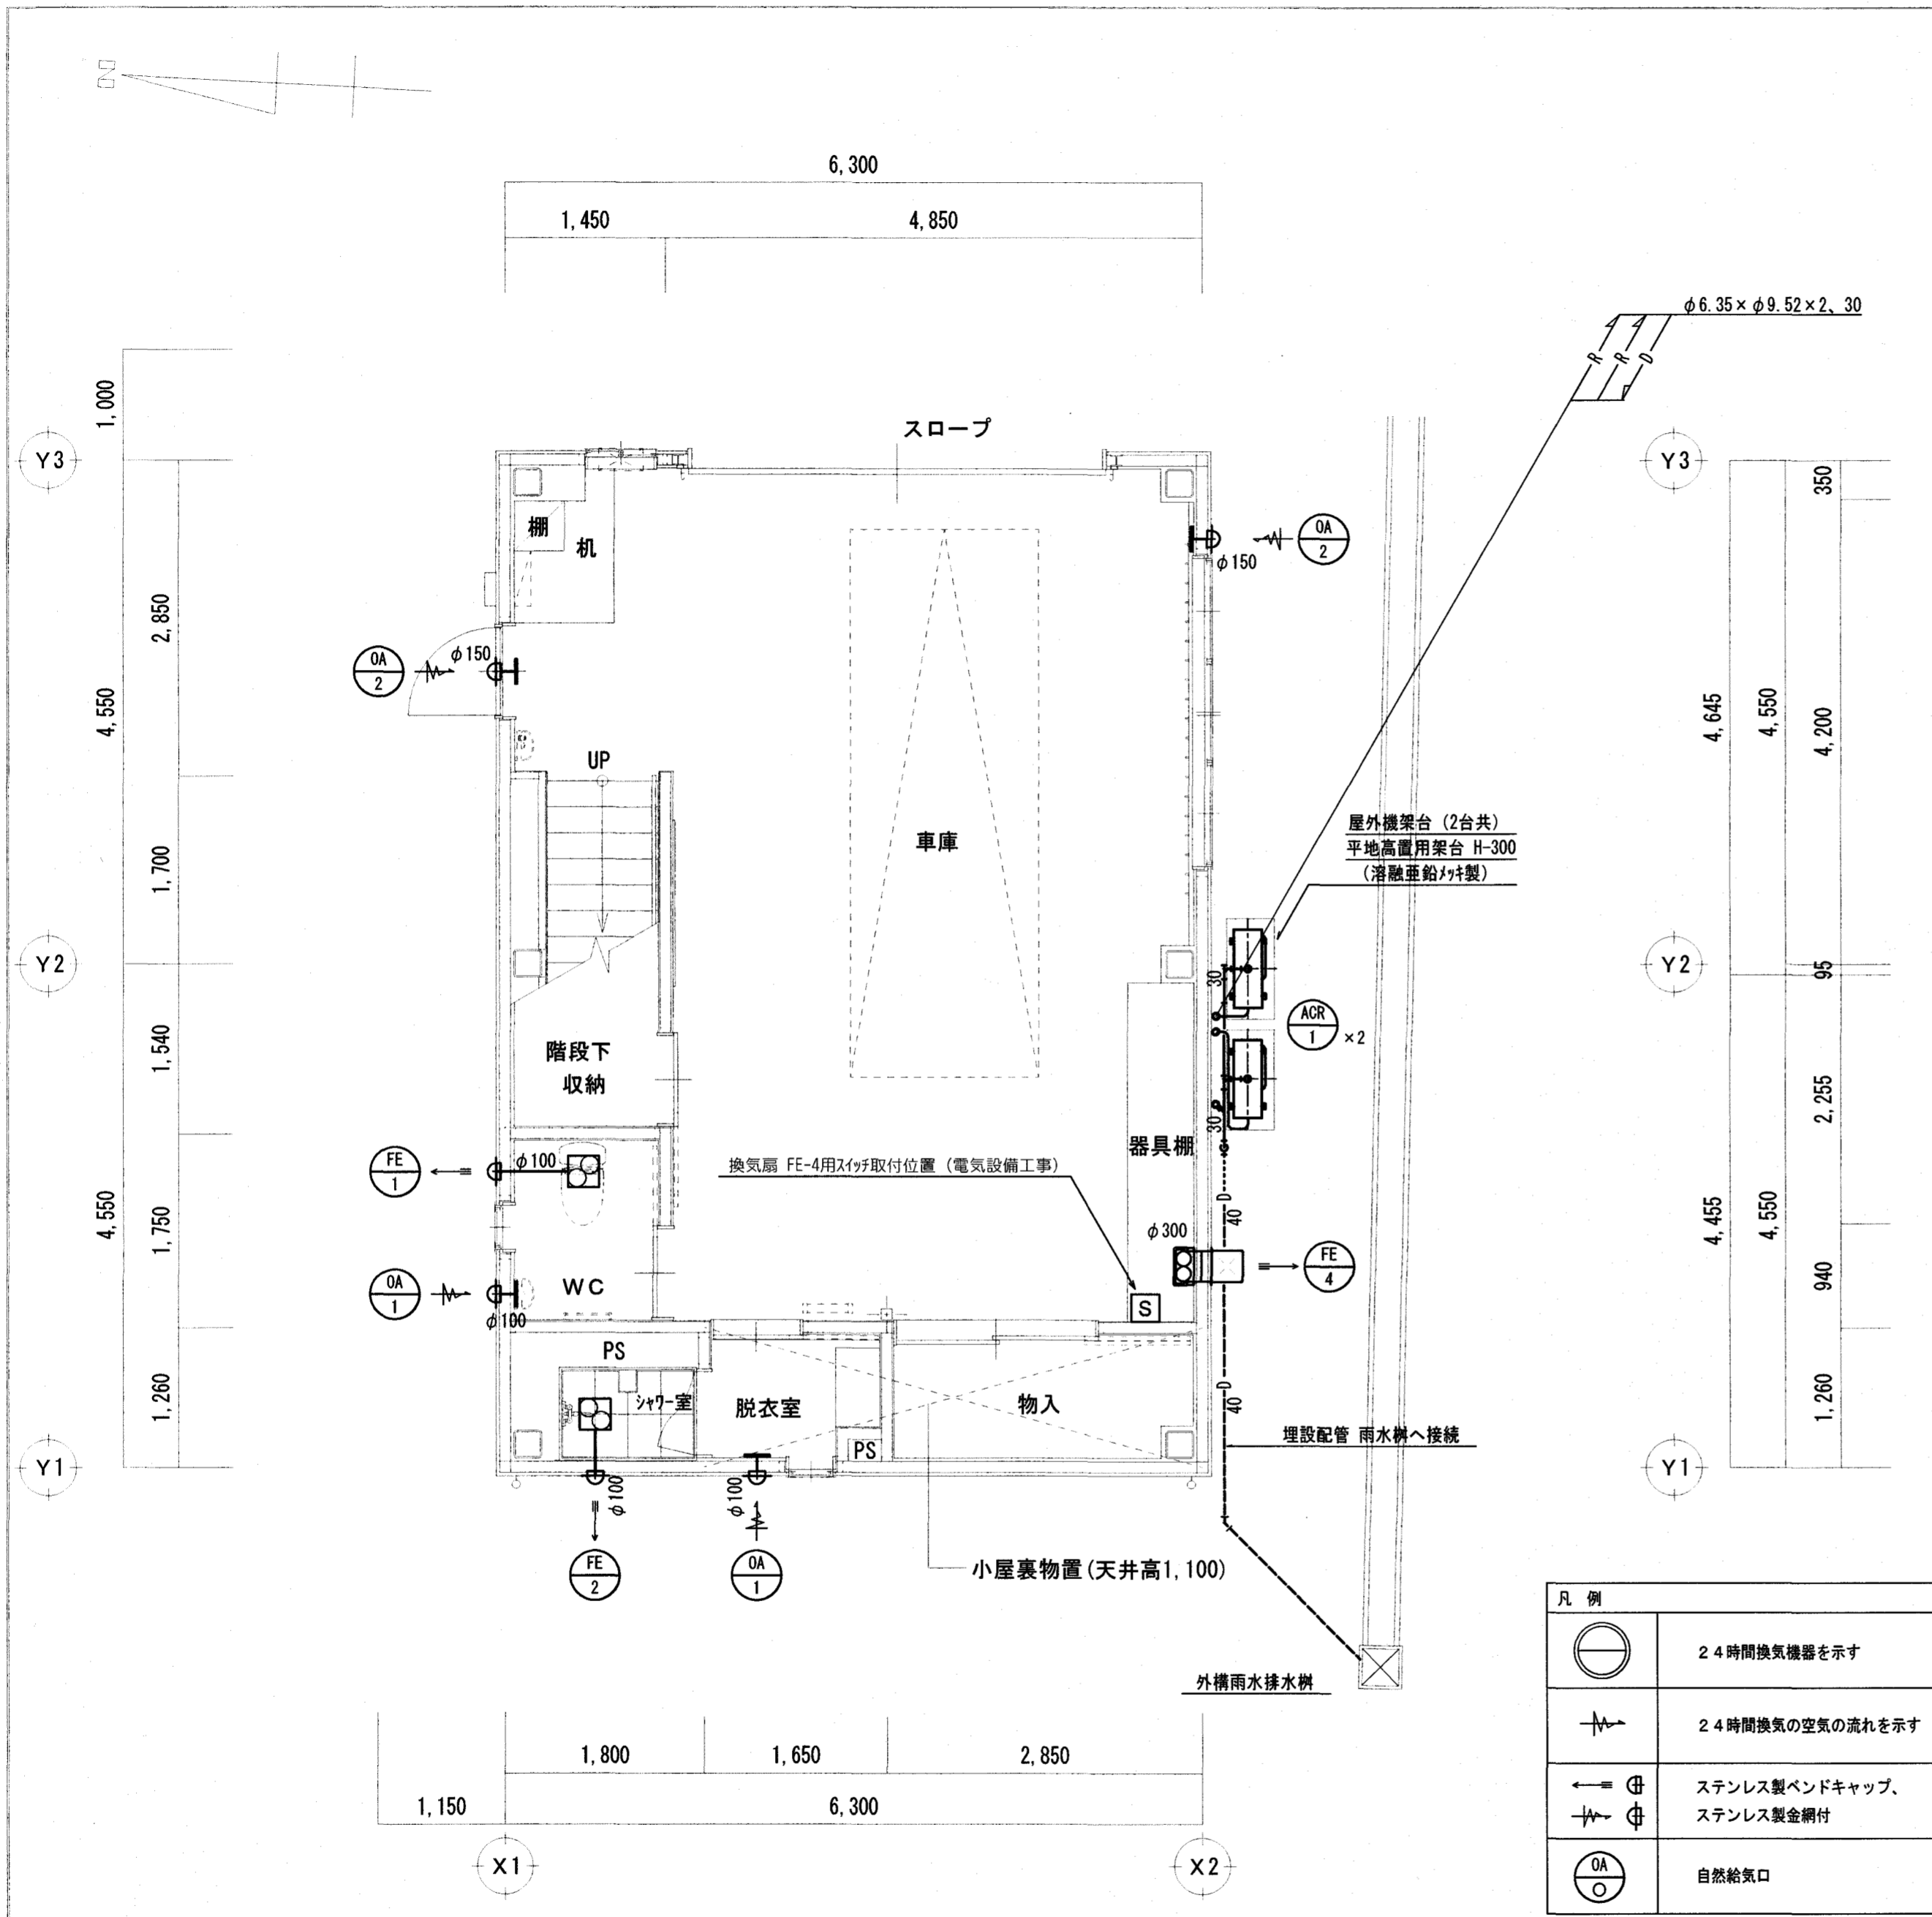 N
6,300
1,450
4,850
φ6.35×φ9.52×2、30
R
R
D
1,000
スロープ
Y3
Y3
350
棚
机
OA
2
φ150
2,850
OA
2
φ150
4,550
4,645
4,550
4,200
UP
屋外機架台（2台共）
平地高置用架台 H-300
（溶融亜鉛ﾒｯｷ製）
車庫
1,700
Y2
Y2
95
30
ACR
1
×2
階段下
収納
1,540
2,255
30
器具棚
FE
1
φ100
換気扇 FE-4用ｽｲｯﾁ取付位置（電気設備工事）
4,550
1,750
4,455
4,550
D
40
φ300
FE
4
940
OA
1
φ100
WC
S
PS
1,260
ｼｬﾜｰ室
脱衣室
物入
D
40
1,260
埋設配管 雨水桝へ接続
PS
Y1
Y1
φ100
φ100
FE
2
OA
1
小屋裏物置(天井高1,100)
外構雨水排水桝
1,800
1,650
2,850
1,150
6,300
X1
X2
凡 例
２４時間換気機器を示す
２４時間換気の空気の流れを示す
ステンレス製ベンドキャップ、
ステンレス製金網付
OA
○
自然給気口